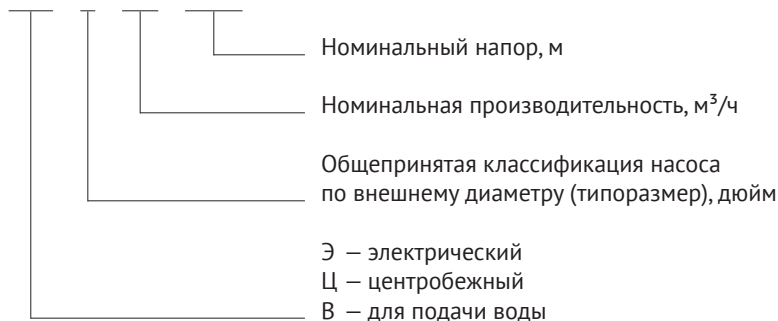 Номинальный напор, м
Номинальная производительность, м³/ч
Общепринятая классификация насоса
по внешнему диаметру (типоразмер), дюйм
Э — электрический
Ц — центробежный
В — для подачи воды